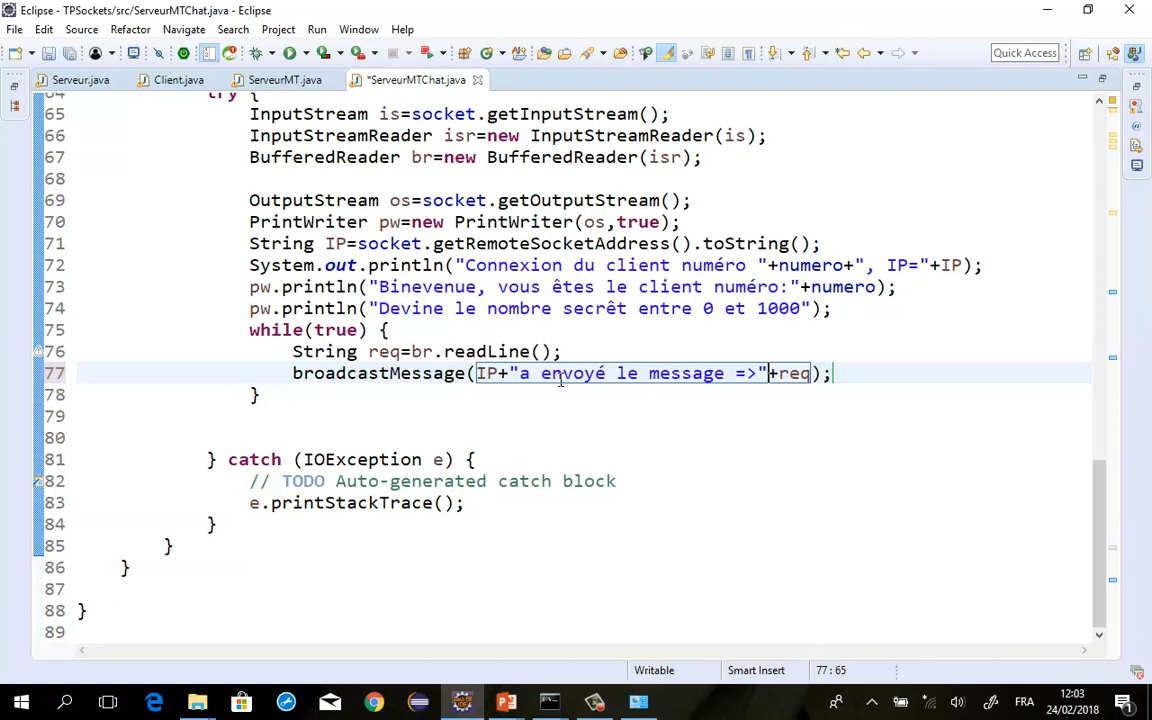 Eclipse - TPSockets/src/ServeurMTChat.java - Eclipse
File Edit Source Refactor Navigate Search Project Run Window Help
Quick Access
Serveur.java Client.java ServeurMT.java *ServeurMTChat.java
64 try {
65 InputStream is=socket.getInputStream();
66 InputStreamReader isr=new InputStreamReader(is);
67 BufferedReader br=new BufferedReader(isr);
68
69 OutputStream os=socket.getOutputStream();
70 PrintWriter pw=new PrintWriter(os,true);
71 String IP=socket.getRemoteSocketAddress().toString();
72 System.out.println("Connexion du client numéro "+numero+", IP="+IP);
73 pw.println("Binevenue, vous êtes le client numéro:"+numero);
74 pw.println("Devine le nombre secrêt entre 0 et 1000");
75 while(true) {
76 String req=br.readLine();
77 broadcastMessage(IP+"a envoyé le message =>"+req);
78 }
79
80
81 } catch (IOException e) {
82 // TODO Auto-generated catch block
83 e.printStackTrace();
84 }
85 }
86 }
87
88 }
89
Writable Smart Insert 77 : 65
FRA 12:03
24/02/2018